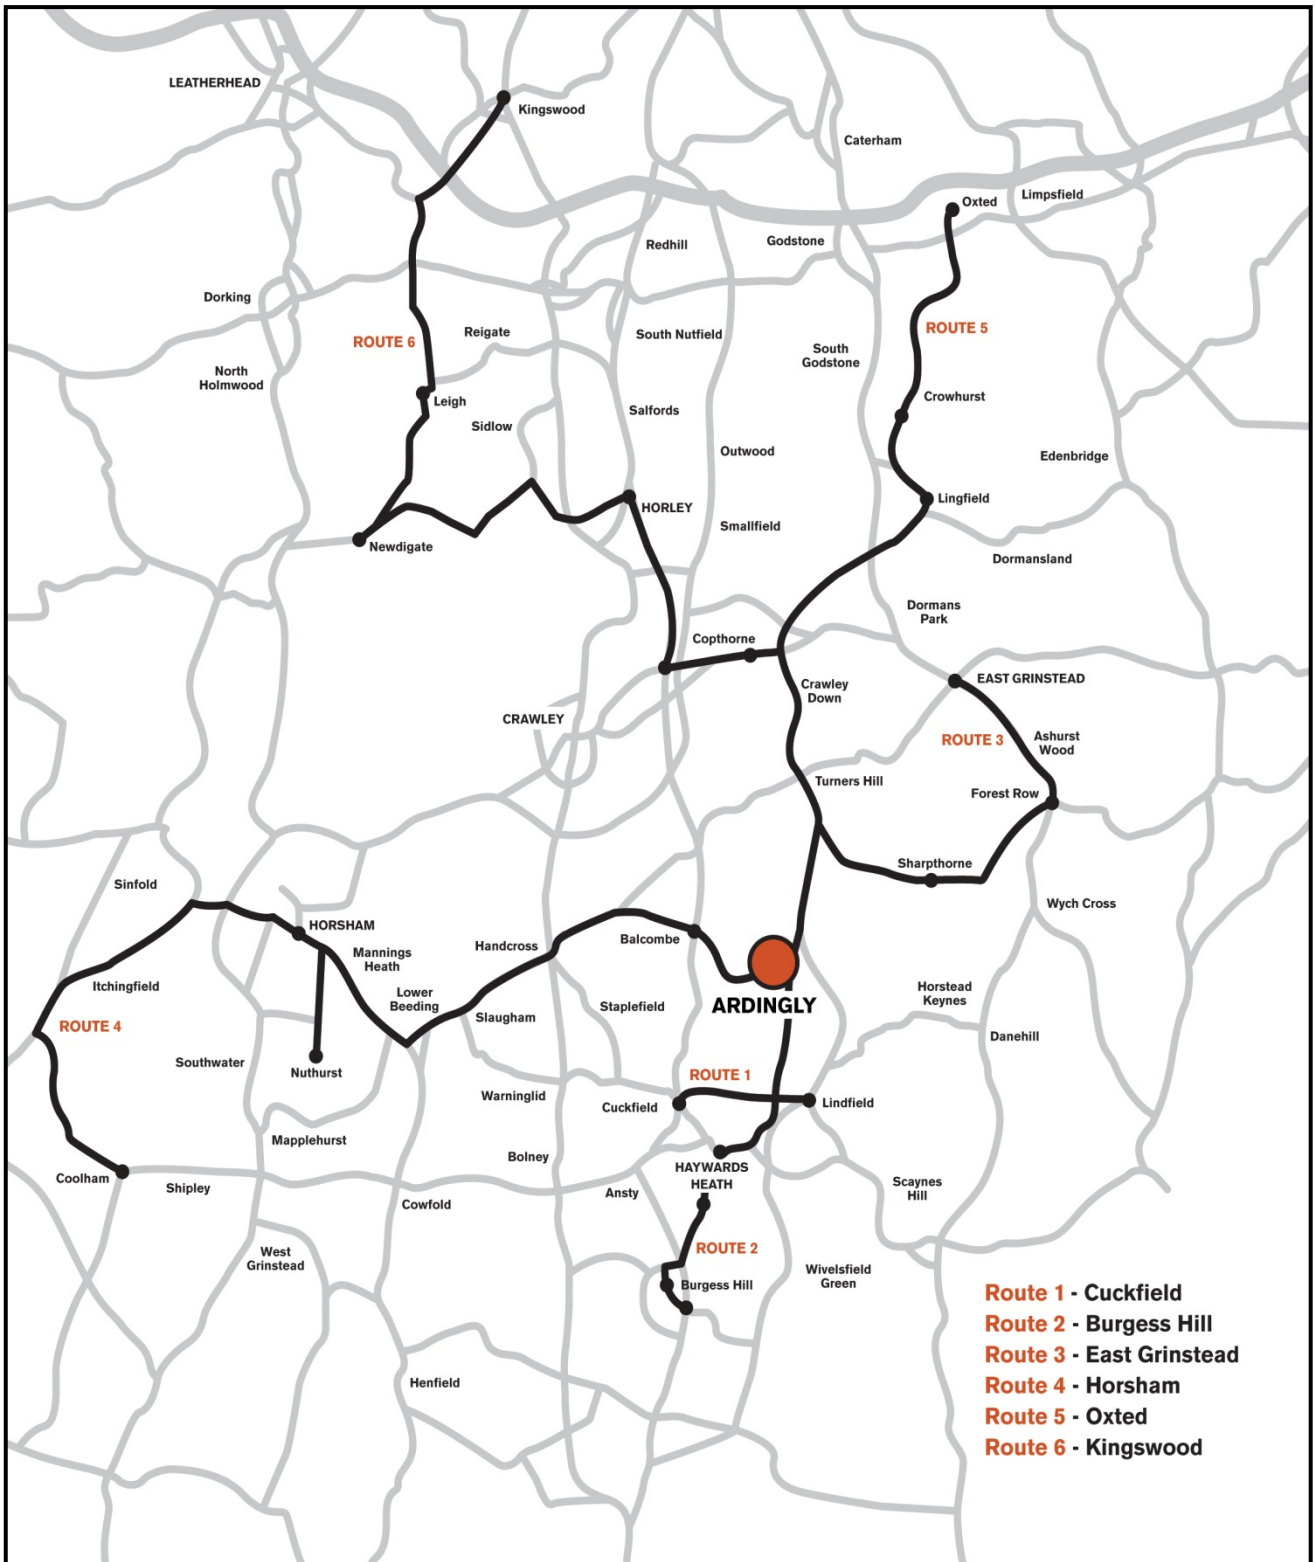 LEATHERHEAD
Kingswood
Caterham
Oxted
Limpsfield
Redhill
Godstone
Dorking
ROUTE 6
Reigate
South Nutfield
ROUTE 5
South
Godstone
North
Holmwood
Leigh
Crowhurst
Salfords
Sidlow
Outwood
Edenbridge
Lingfield
HORLEY
Smallfield
Newdigate
Dormansland
Dormans
Park
Copthorne
EAST GRINSTEAD
Crawley
Down
CRAWLEY
ROUTE 3
Ashurst
Wood
Turners Hill
Forest Row
Sharpthorne
Sinfold
Wych Cross
HORSHAM
Balcombe
Handcross
Mannings
Heath
Itchingfield
Lower
Beeding
ARDINGLY
Horstead
Keynes
ROUTE 4
Slaugham
Staplefield
Danehill
Southwater
Nuthurst
ROUTE 1
Warninglid
Cuckfield
Lindfield
Mapplehurst
Bolney
HAYWARDS
HEATH
Coolham
Shipley
Ansty
Scaynes
Hill
Cowfold
West
Grinstead
ROUTE 2
Wivelsfield
Green
Burgess Hill
Henfield
Route 1 - Cuckfield
Route 2 - Burgess Hill
Route 3 - East Grinstead
Route 4 - Horsham
Route 5 - Oxted
Route 6 - Kingswood